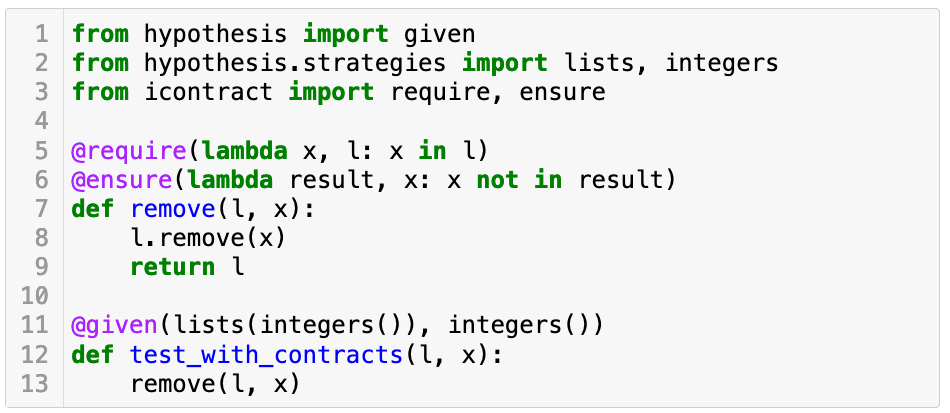 1 from hypothesis import given
2 from hypothesis.strategies import lists, integers
3 from icontract import require, ensure
4
5 @require(lambda x, l: x in l)
6 @ensure(lambda result, x: x not in result)
7 def remove(l, x):
8     l.remove(x)
9     return l
10
11 @given(lists(integers()), integers())
12 def test_with_contracts(l, x):
13     remove(l, x)